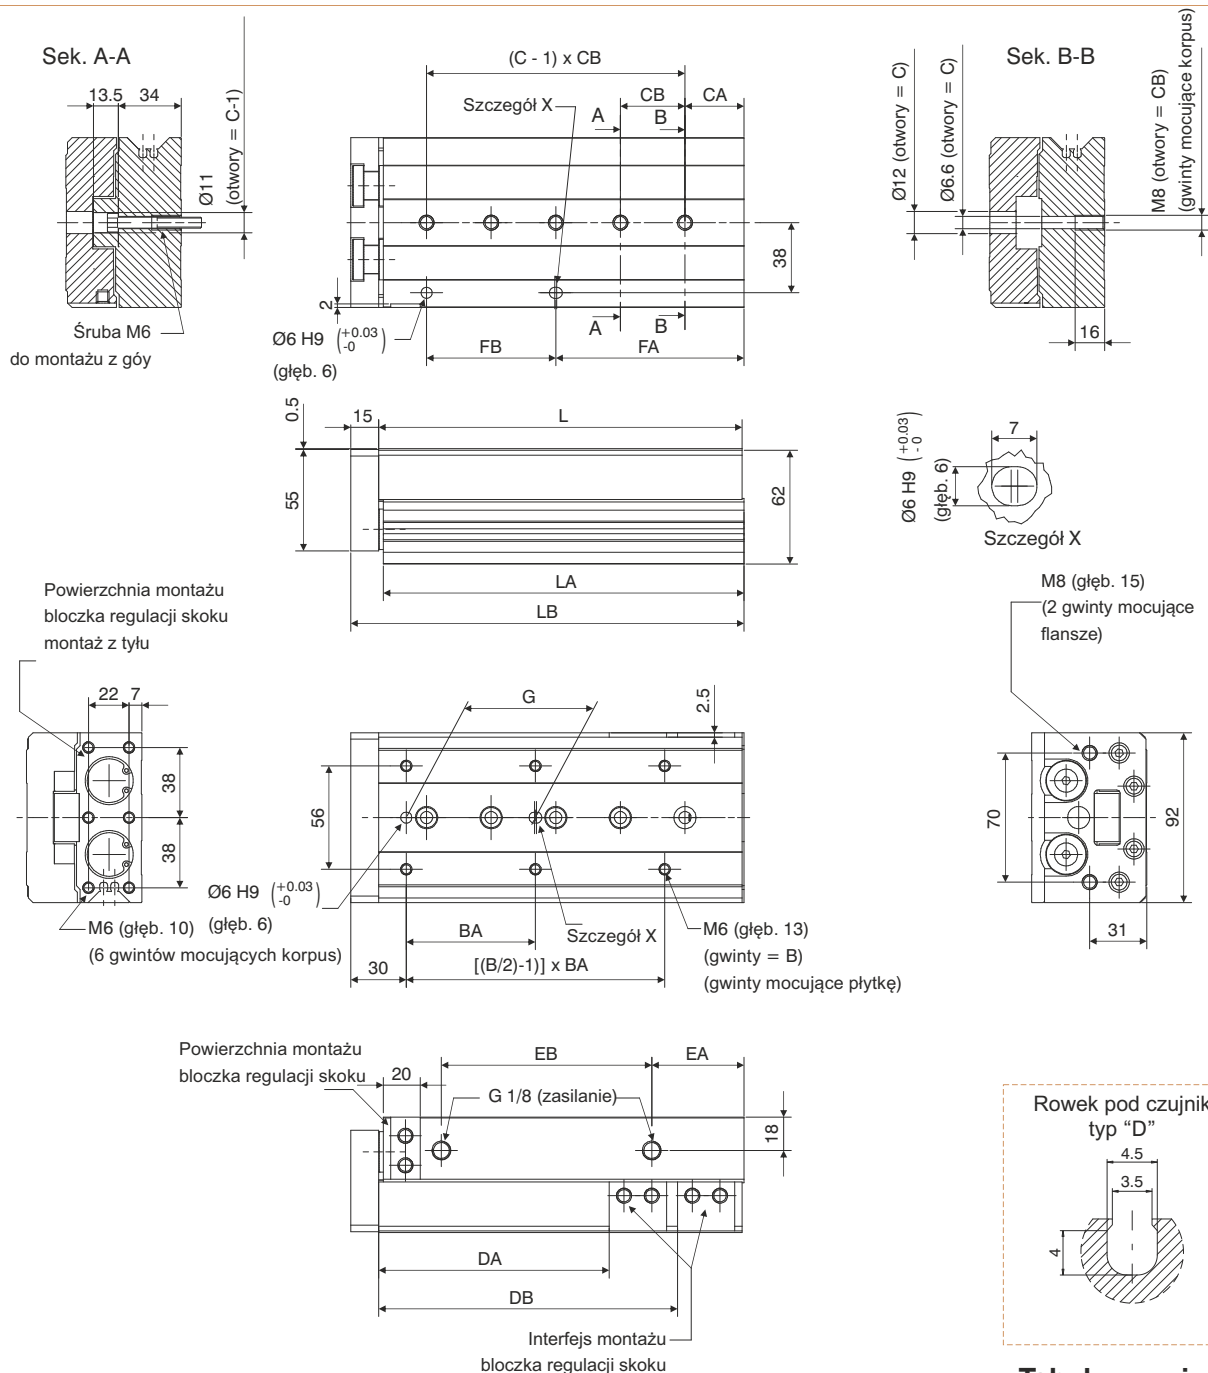 Sek. A-A
13.5
34
Ø11
(otwory = C-1)
Śruba M6
do montażu z góy
(C - 1) x CB
Szczegół X
A
CB
B
CA
38
2
Ø6 H9 (+0.03 -0)
(głęb. 6)
A
B
FB
FA
Sek. B-B
Ø12 (otwory = C)
Ø6.6 (otwory = C)
M8 (otwory = CB)
(gwinty mocujące korpus)
16
0.5
15
L
55
62
LA
LB
Ø6 H9 (+0.03 -0)
(głęb. 6)
7
Szczegół X
Powierzchnia montażu
bloczka regulacji skoku
montaż z tyłu
22
7
38
38
M6 (głęb. 10)
(6 gwintów mocujących korpus)
G
2.5
56
Ø6 H9 (+0.03 -0)
(głęb. 6)
BA
Szczegół X
30
[(B/2)-1)] x BA
M6 (głęb. 13)
(gwinty = B)
(gwinty mocujące płytkę)
M8 (głęb. 15)
(2 gwinty mocujące
flansze)
70
92
31
Powierzchnia montażu
bloczka regulacji skoku
20
EB
EA
G 1/8 (zasilanie)
18
DA
DB
Interfejs montażu
bloczka regulacji skoku
Rowek pod czujnik
typ “D”
4.5
3.5
4